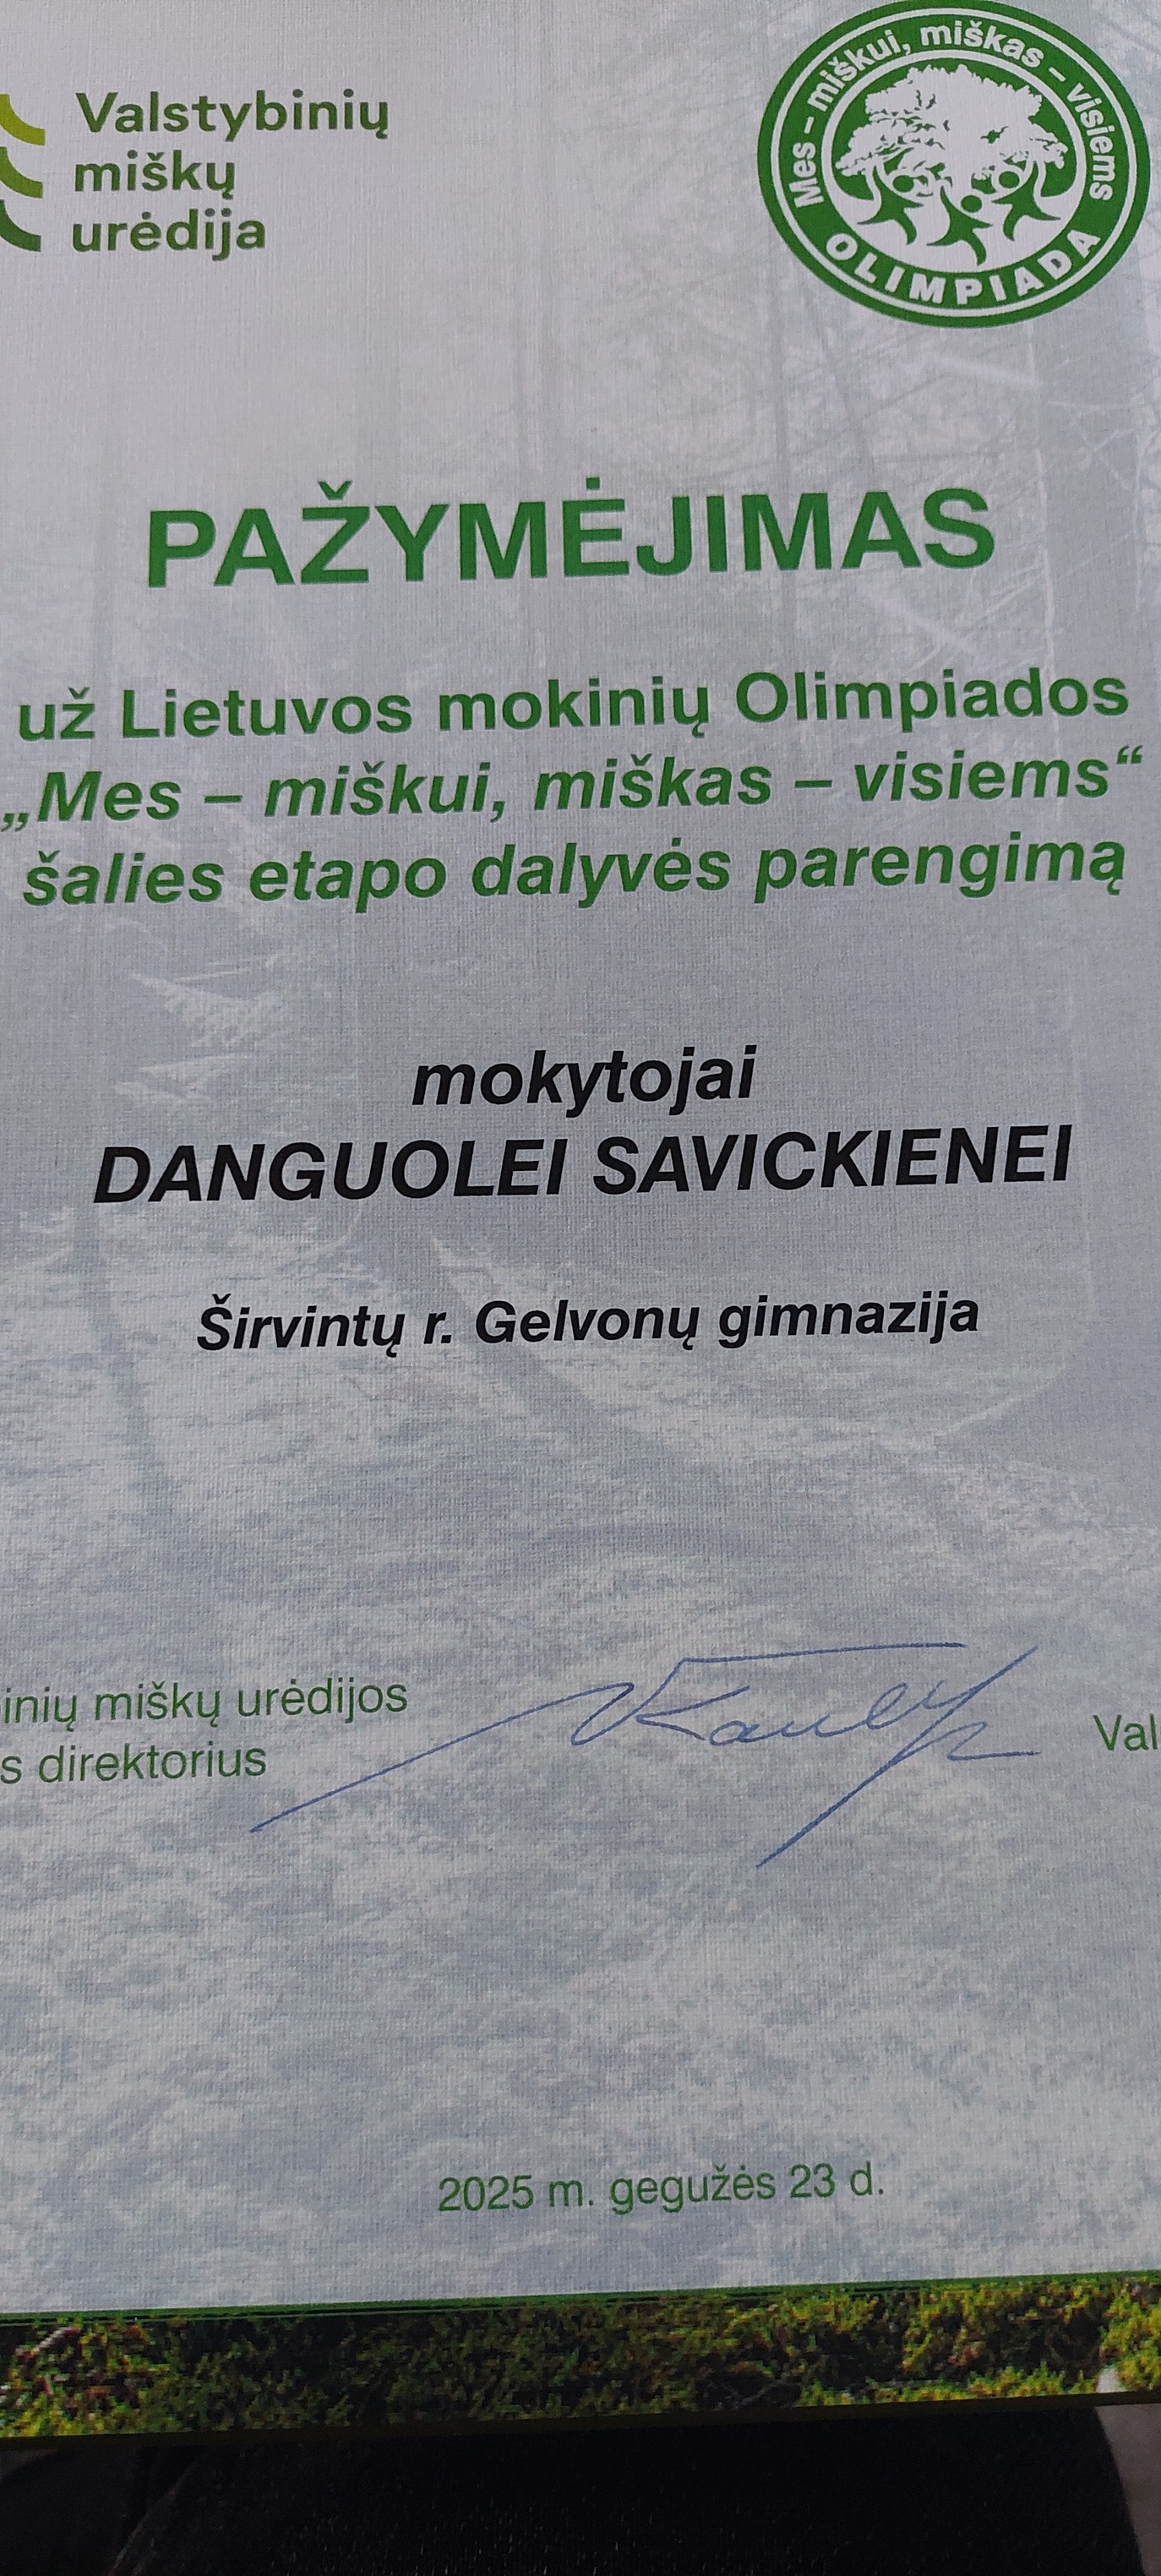 Valstybinių
miškų
urėdija
Mes – miškui, miškas – visiems
OLIMPIADA
PAŽYMĖJIMAS
už Lietuvos mokinių Olimpiados
„Mes – miškui, miškas – visiems“
šalies etapo dalyvės parengimą
mokytojai
DANGUOLEI SAVICKIENEI
Širvintų r. Gelvonų gimnazija
inių miškų urėdijos
s direktorius
Val
2025 m. gegužės 23 d.